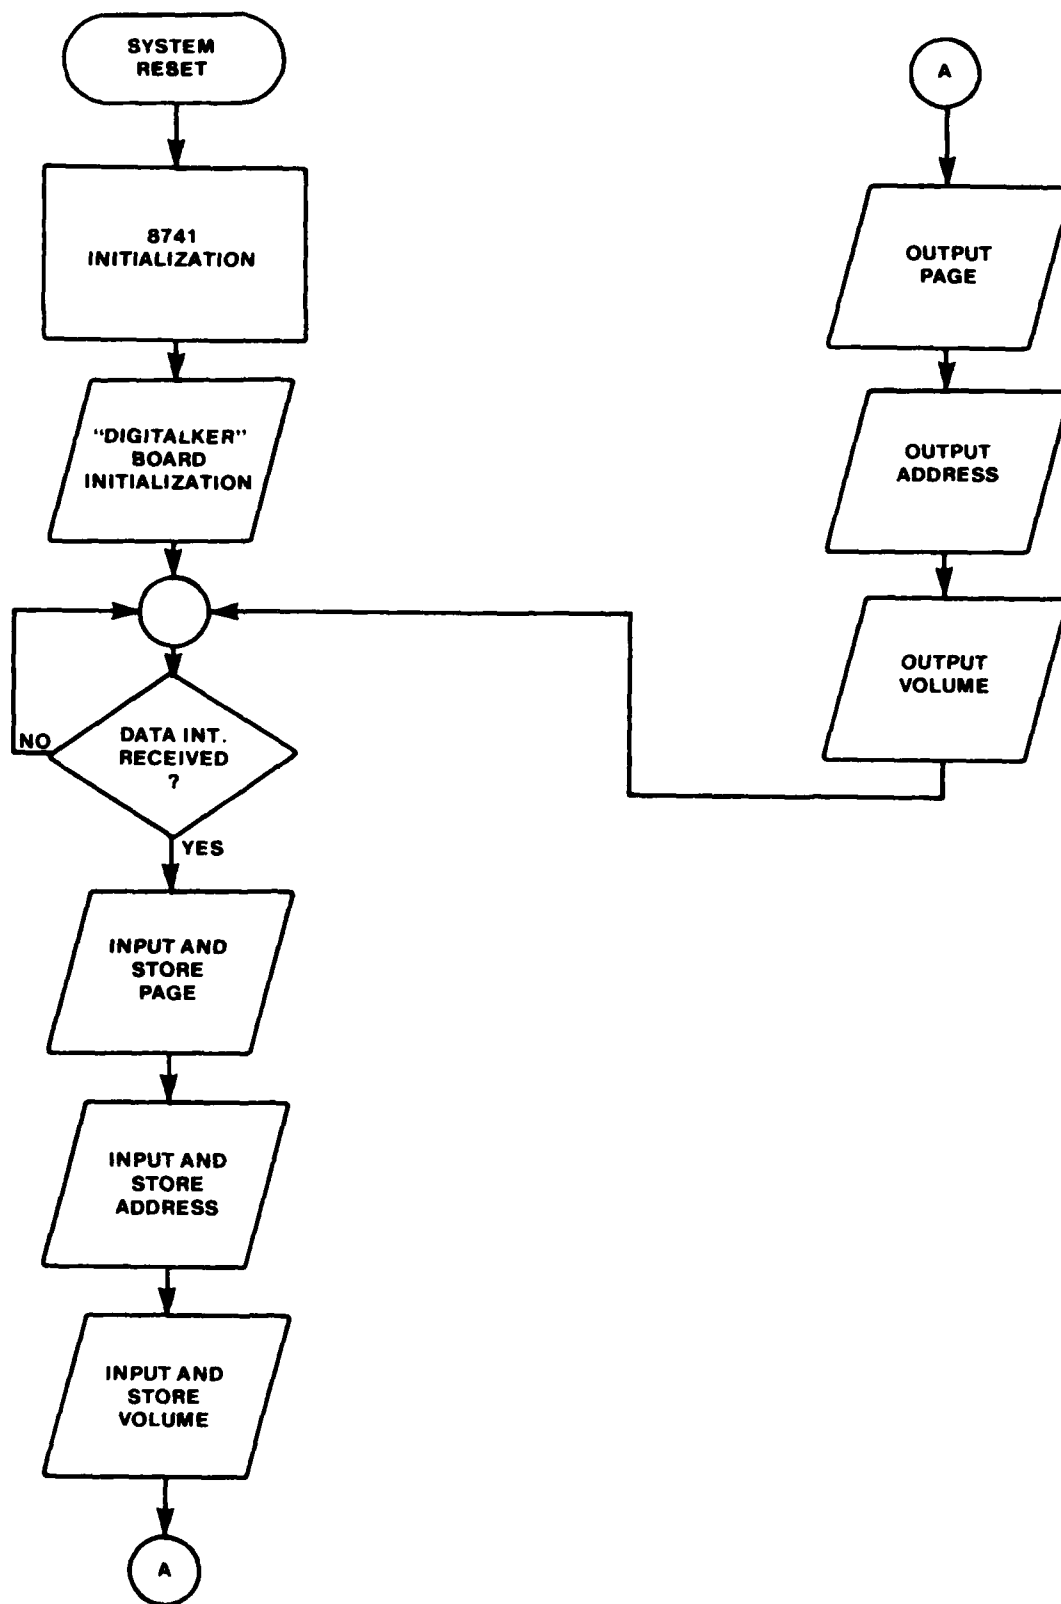 SYSTEM
RESET
8741
INITIALIZATION
"DIGITALKER"
BOARD
INITIALIZATION
NO
DATA INT.
RECEIVED
?
YES
INPUT AND
STORE
PAGE
INPUT AND
STORE
ADDRESS
INPUT AND
STORE
VOLUME
A
A
OUTPUT
PAGE
OUTPUT
ADDRESS
OUTPUT
VOLUME